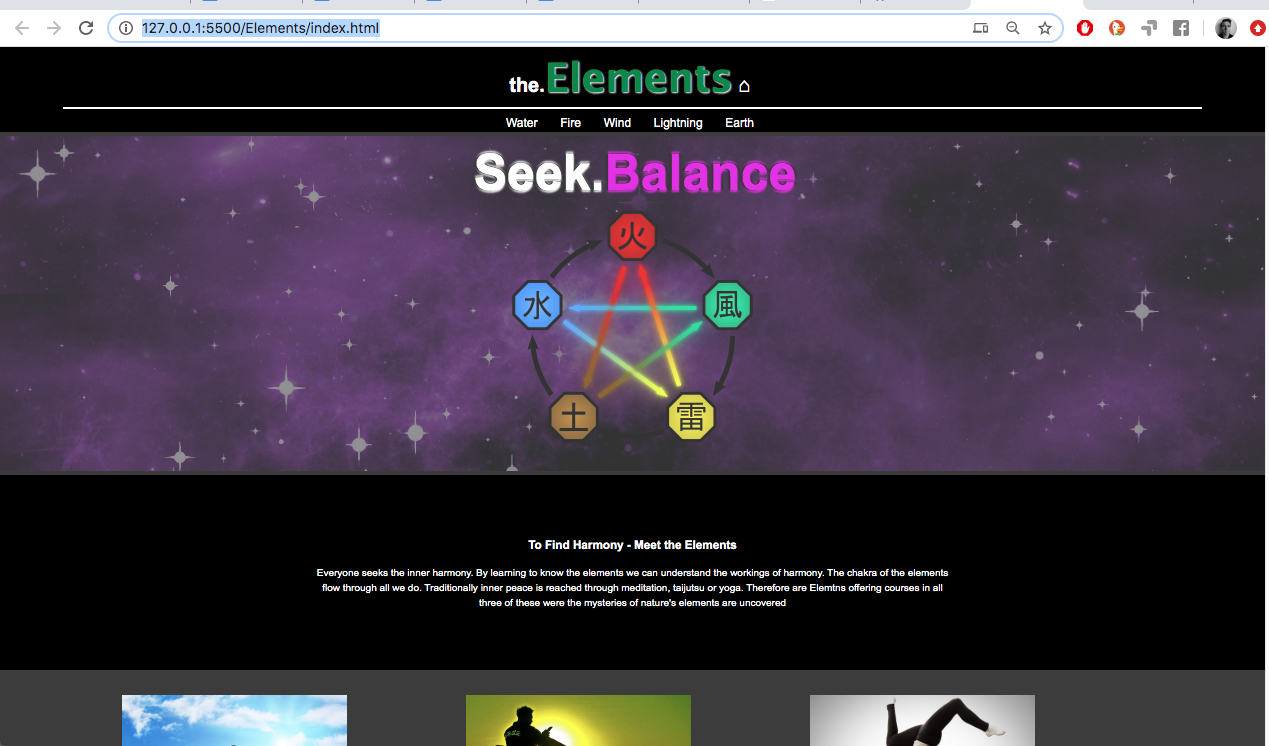 127.0.0.1:5500/Elements/index.html
the.Elements
Water Fire Wind Lightning Earth
Seek.Balance
火
水 風
土 雷
To Find Harmony - Meet the Elements
Everyone seeks the inner harmony. By learning to know the elements we can understand the workings of harmony. The chakra of the elements
flow through all we do. Traditionally inner peace is reached through meditation, taijutsu or yoga. Therefore are Elemtns offering courses in all
three of these were the mysteries of nature's elements are uncovered